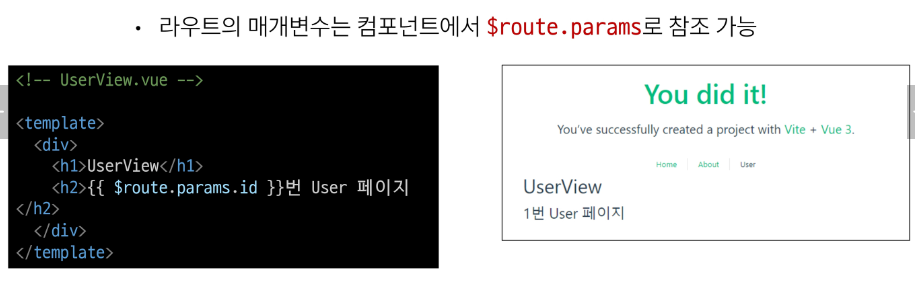 • 라우트의 매개변수는 컴포넌트에서 $route.params로 참조 가능
<!-- UserView.vue -->
<template>
  <div>
    <h1>UserView</h1>
    <h2>{{ $route.params.id }}번 User 페이지
</h2>
  </div>
</template>
You did it!
You've successfully created a project with Vite + Vue 3.
Home About User
UserView
1번 User 페이지